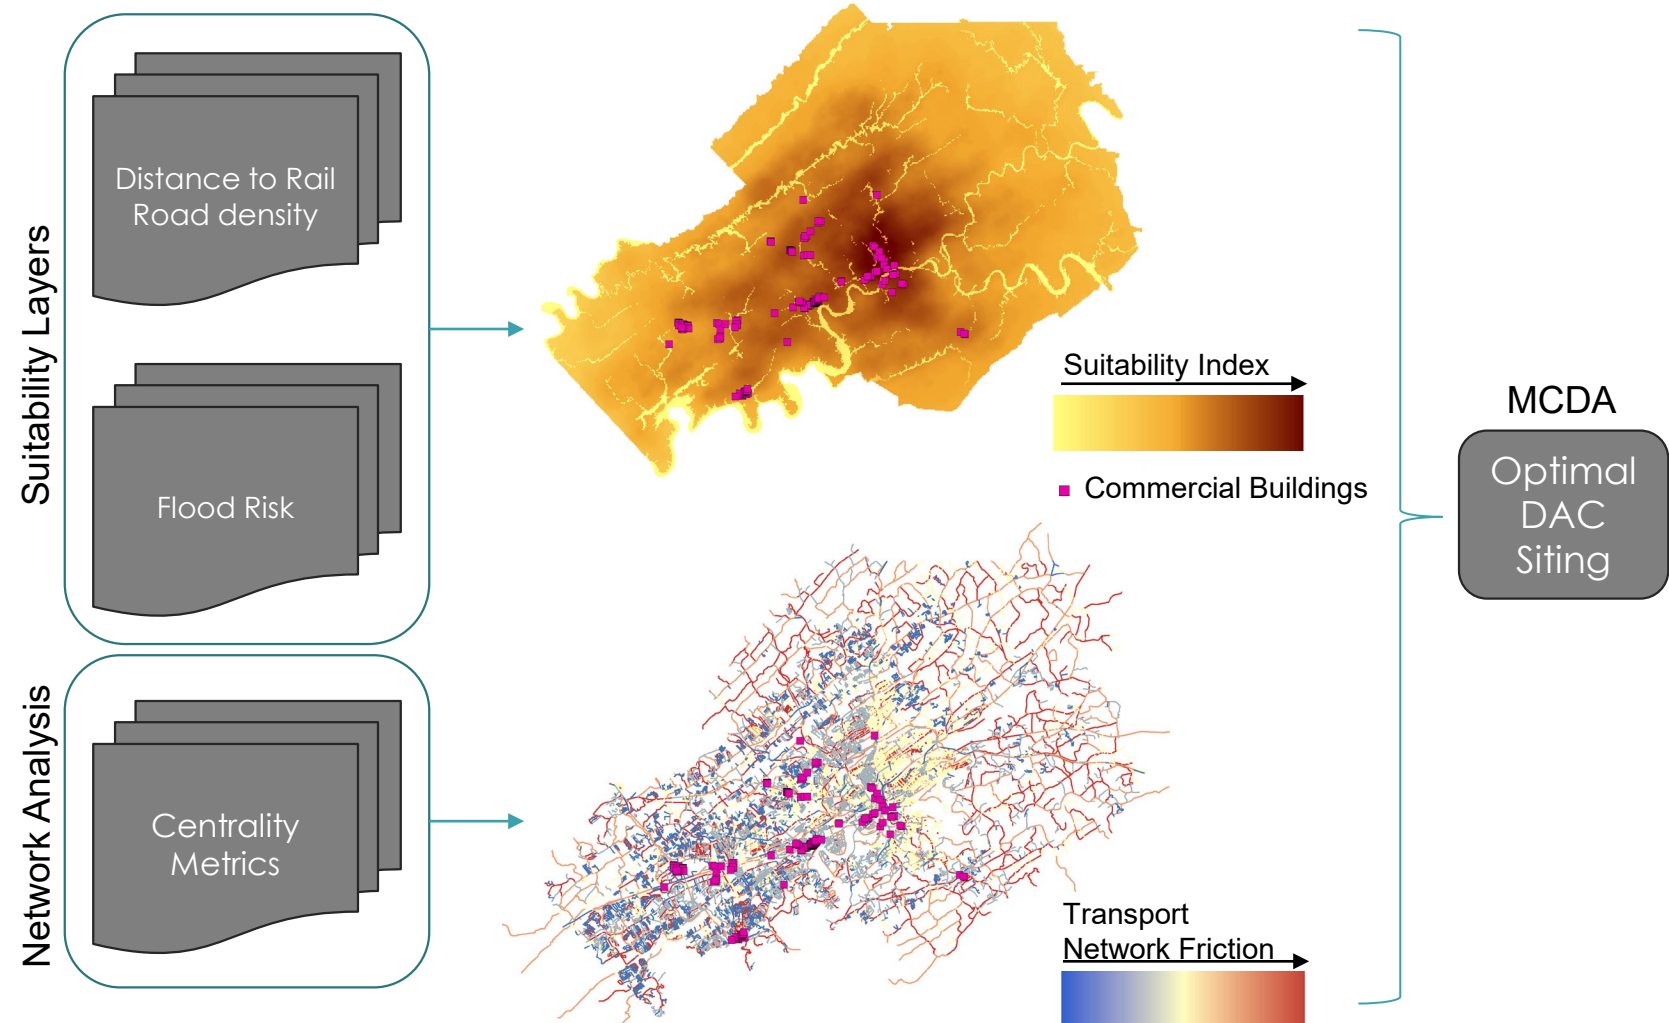 Suitability Layers
Distance to Rail
Road density
Flood Risk
Network Analysis
Centrality
Metrics
Suitability Index
Commercial Buildings
Transport
Network Friction
MCDA
Optimal
DAC
Siting